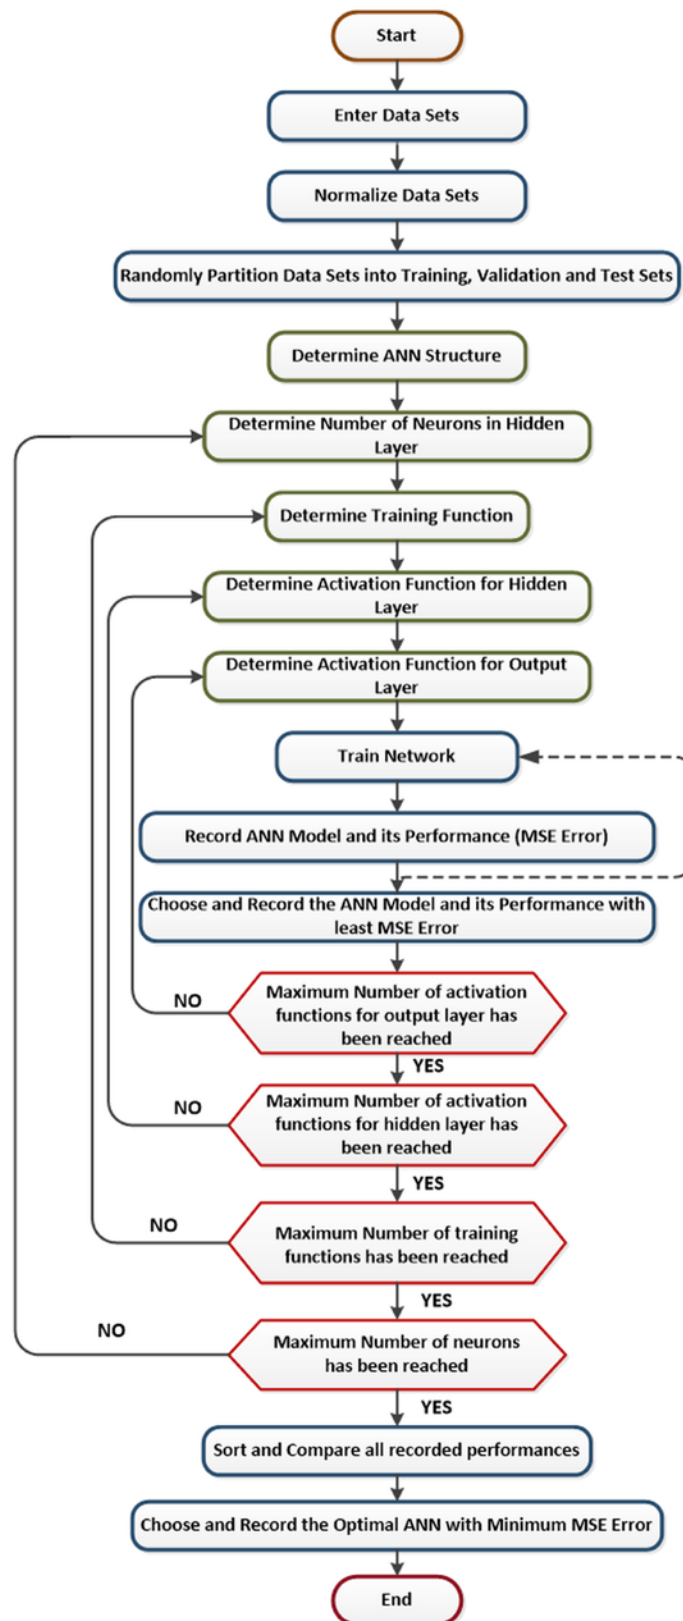 Start
Enter Data Sets
Normalize Data Sets
Randomly Partition Data Sets into Training, Validation and Test Sets
Determine ANN Structure
Determine Number of Neurons in Hidden
Layer
Determine Training Function
Determine Activation Function for Hidden
Layer
Determine Activation Function for Output
Layer
Train Network
Record ANN Model and its Performance (MSE Error)
Choose and Record the ANN Model and its Performance with
least MSE Error
Maximum Number of activation
functions for output layer has
been reached
NO
YES
Maximum Number of activation
functions for hidden layer has
been reached
NO
YES
Maximum Number of training
functions has been reached
NO
YES
Maximum Number of neurons
has been reached
NO
YES
Sort and Compare all recorded performances
Choose and Record the Optimal ANN with Minimum MSE Error
End